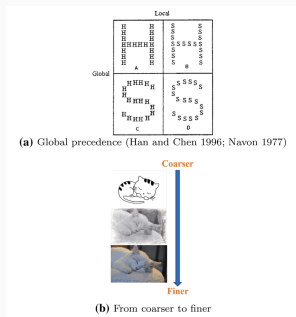 Local
H H S S
H H S S
H H S S
H H H H H S S S S S
H H S S
H H S S
H H S S
A B
Global
C D
(a) Global precedence (Han and Chen 1996; Navon 1977)
Coarser
Finer
(b) From coarser to finer